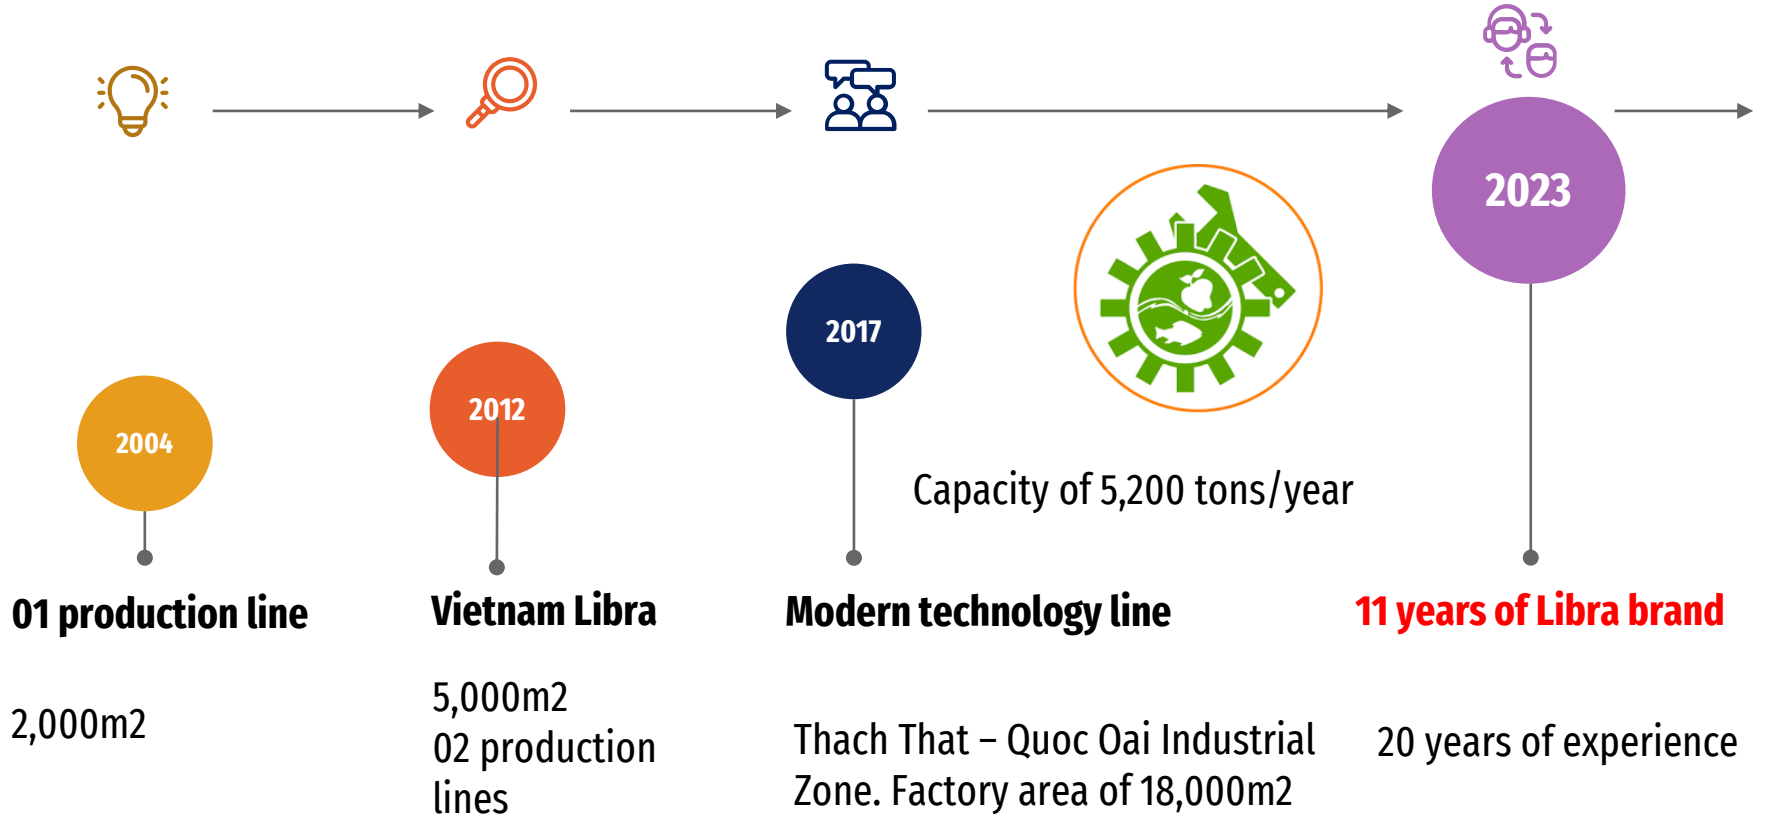 2004
01 production line
2,000m2
2012
Vietnam Libra
5,000m2
02 production
lines
2017
Capacity of 5,200 tons/year
Modern technology line
Thach That – Quoc Oai Industrial
Zone. Factory area of 18,000m2
2023
11 years of Libra brand
20 years of experience